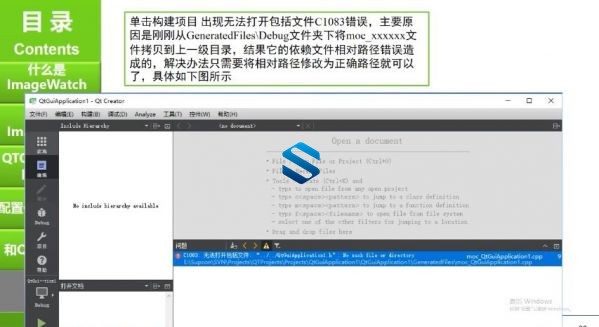 目录
Contents
什么是
ImageWatch
单击构建项目 出现无法打开包括文件C1083错误，主要原
因是刚刚从GeneratedFiles\Debug文件夹下将moc_xxxxxx文
件拷贝到上一级目录，结果它的依赖文件相对路径错误造
成的，解决办法只需要将相对路径修改为正确路径就可以
了，具体如下图所示
QtGuiApplication1 - Qt Creator
文件(F) 编辑(E) 构建(B) 调试(D) Analyze 工具(T) 控件(W) 帮助(H)
Include Hierarchy
(no document)
No include hierarchy available
Open a document
* File > Open File or Project (Ctrl+O)
* File
* Tools > Locate (Ctrl+K) and
- type to open file from any open project
- type c<space><pattern> to jump to a class definition
- type m<space><pattern> to jump to a function definition
- type f<space><filename> to open file from file system
- select one of the other filters for jumping to a location
* Drag and drop files here
欢迎
编辑
设计
Debug
项目
帮助
问题
C1083: 无法打开包括文件: No such file or directory
moc_QtGuiApplication1.cpp 9
E:\Supcon\SVN\Projects\QTProjects\Projects\QtGuiApplication1\QtGuiApplication1\GeneratedFiles\moc_QtGuiApplication1.cpp
打开文档
Debug
激活 Windows